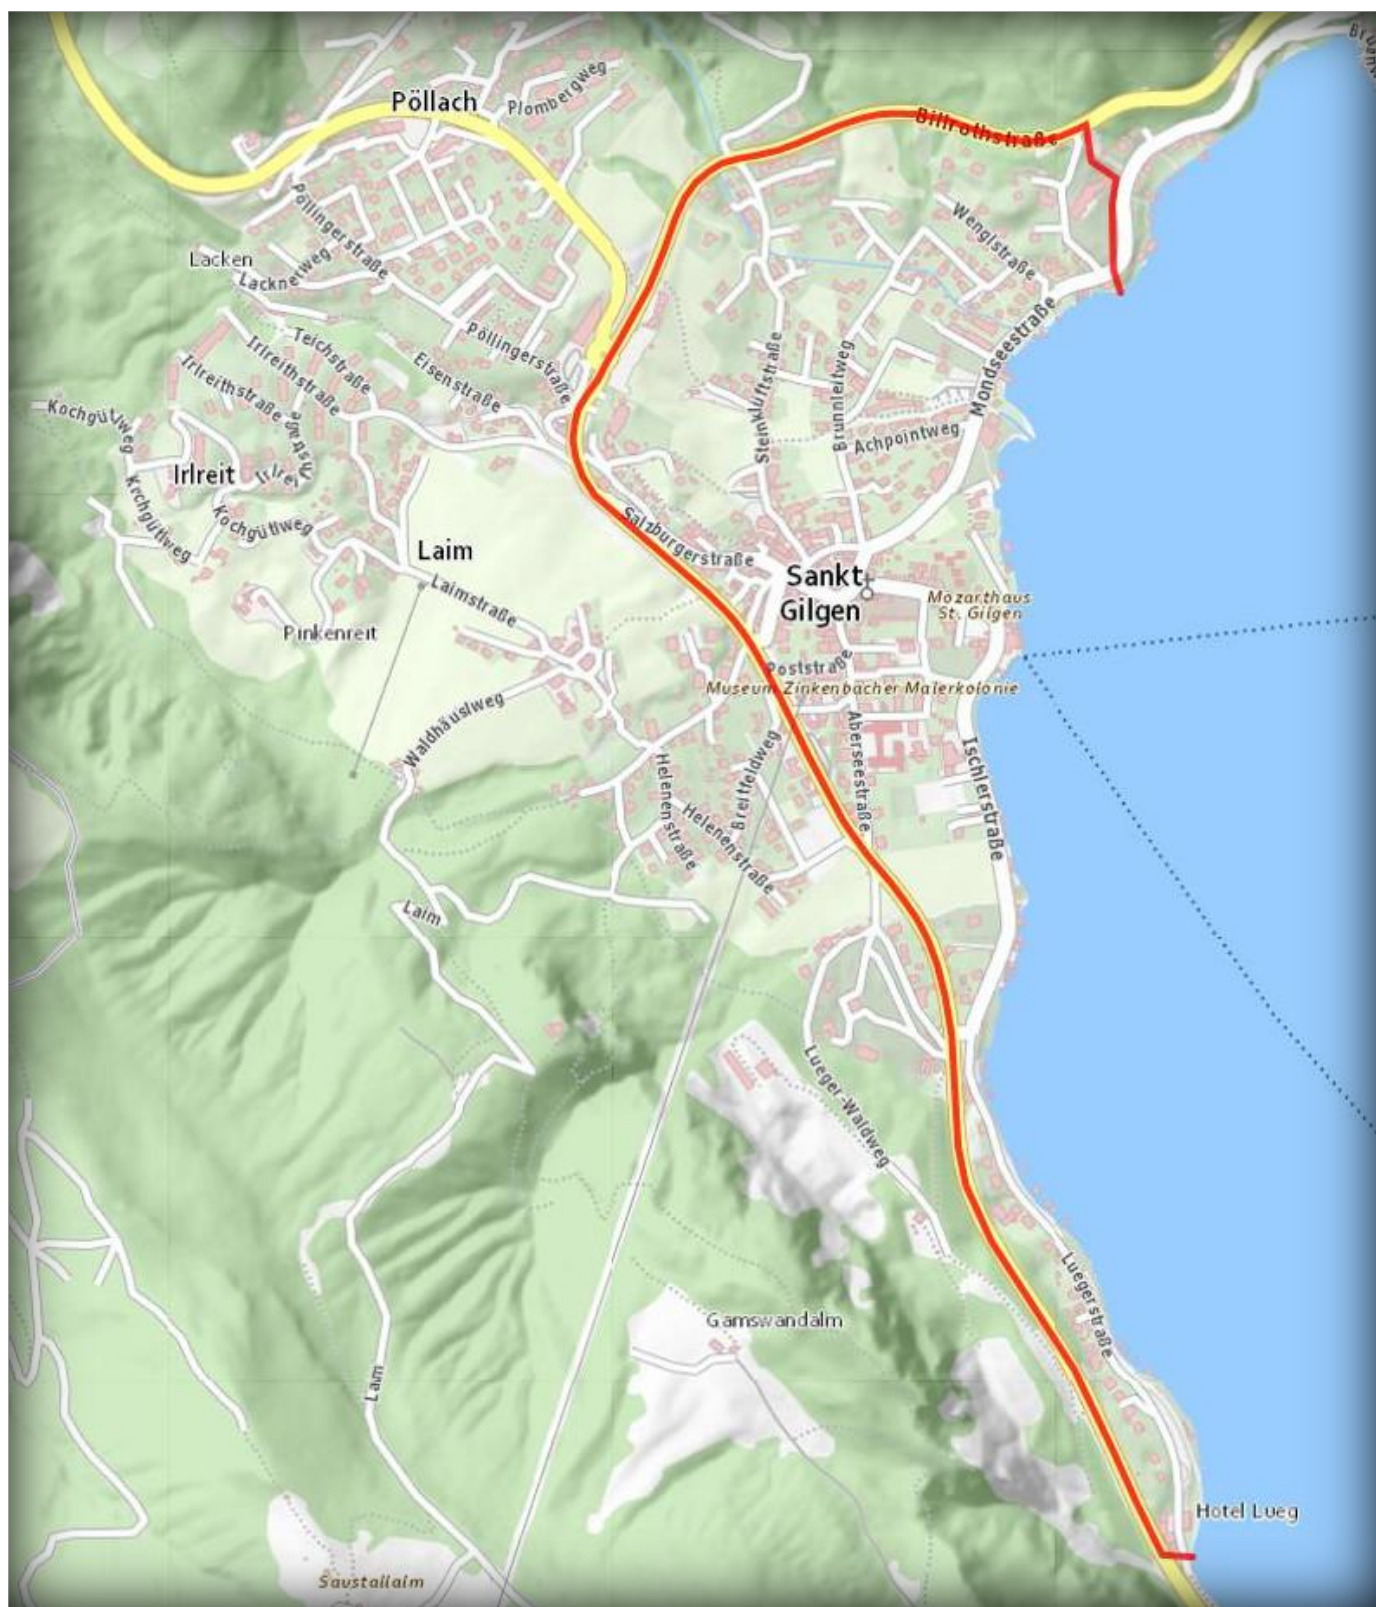 Pöllach
Plombergweg
Billrothstraße
Pöllingerstraße
Wenglstraße
Lacken
Lacknerweg
Mondseestraße
Teichstraße
Pöllingerstraße
Irlreithstraße
Eisenstraße
Irlreithstraße
Steinkluftstraße
Brunnleitweg
Kochgütlweg
Achpointweg
Irlreit
Kochgütlweg
Kochgütlweg
Salzburgerstraße
Laim
Sankt
Gilgen
Laimstraße
Mozarthaus
St. Gilgen
Pinkenreit
Poststraße
Museum Zinkenbacher Malerkolonie
Waldhäuslweg
Aberseestraße
Breitfeldweg
Ischlerstraße
Helenenstraße
Helenenstraße
Laim
Lueger-Waldweg
Luegerstraße
Gamswandalm
Laim
Hotel Lueg